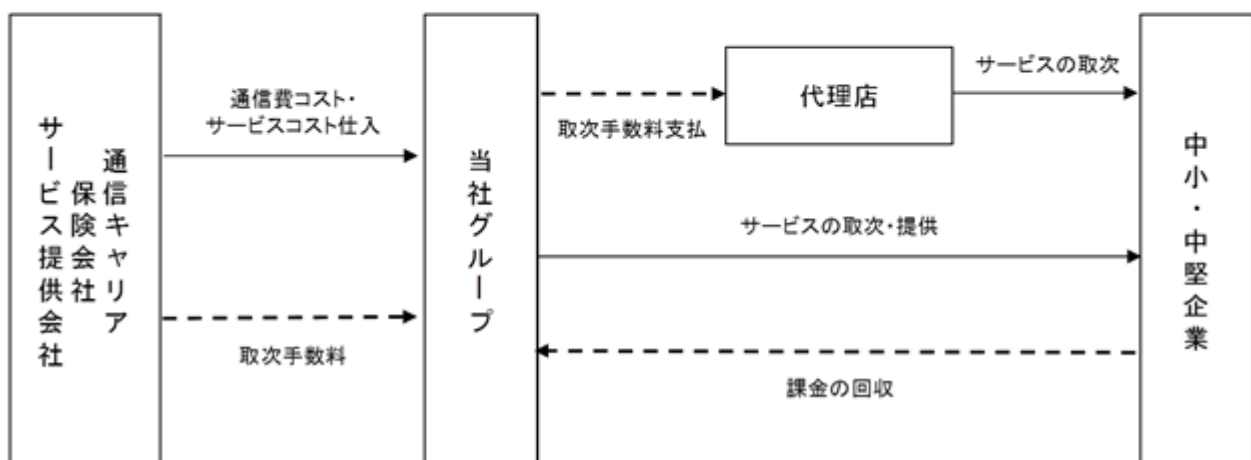 通信キャリア
保険会社
サービス提供会社
通信費コスト・
サービスコスト仕入
取次手数料
当社グループ
取次手数料支払
代理店
サービスの取次
サービスの取次・提供
課金の回収
中小・中堅企業